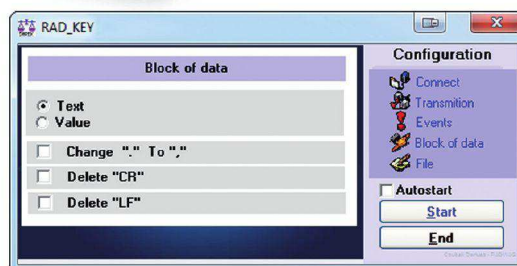 RAD_KEY
Block of data
Text
Value
Change "." To ","
Delete "CR"
Delete "LF"
Configuration
Connect
Transmition
Events
Block of data
File
Autostart
Start
End